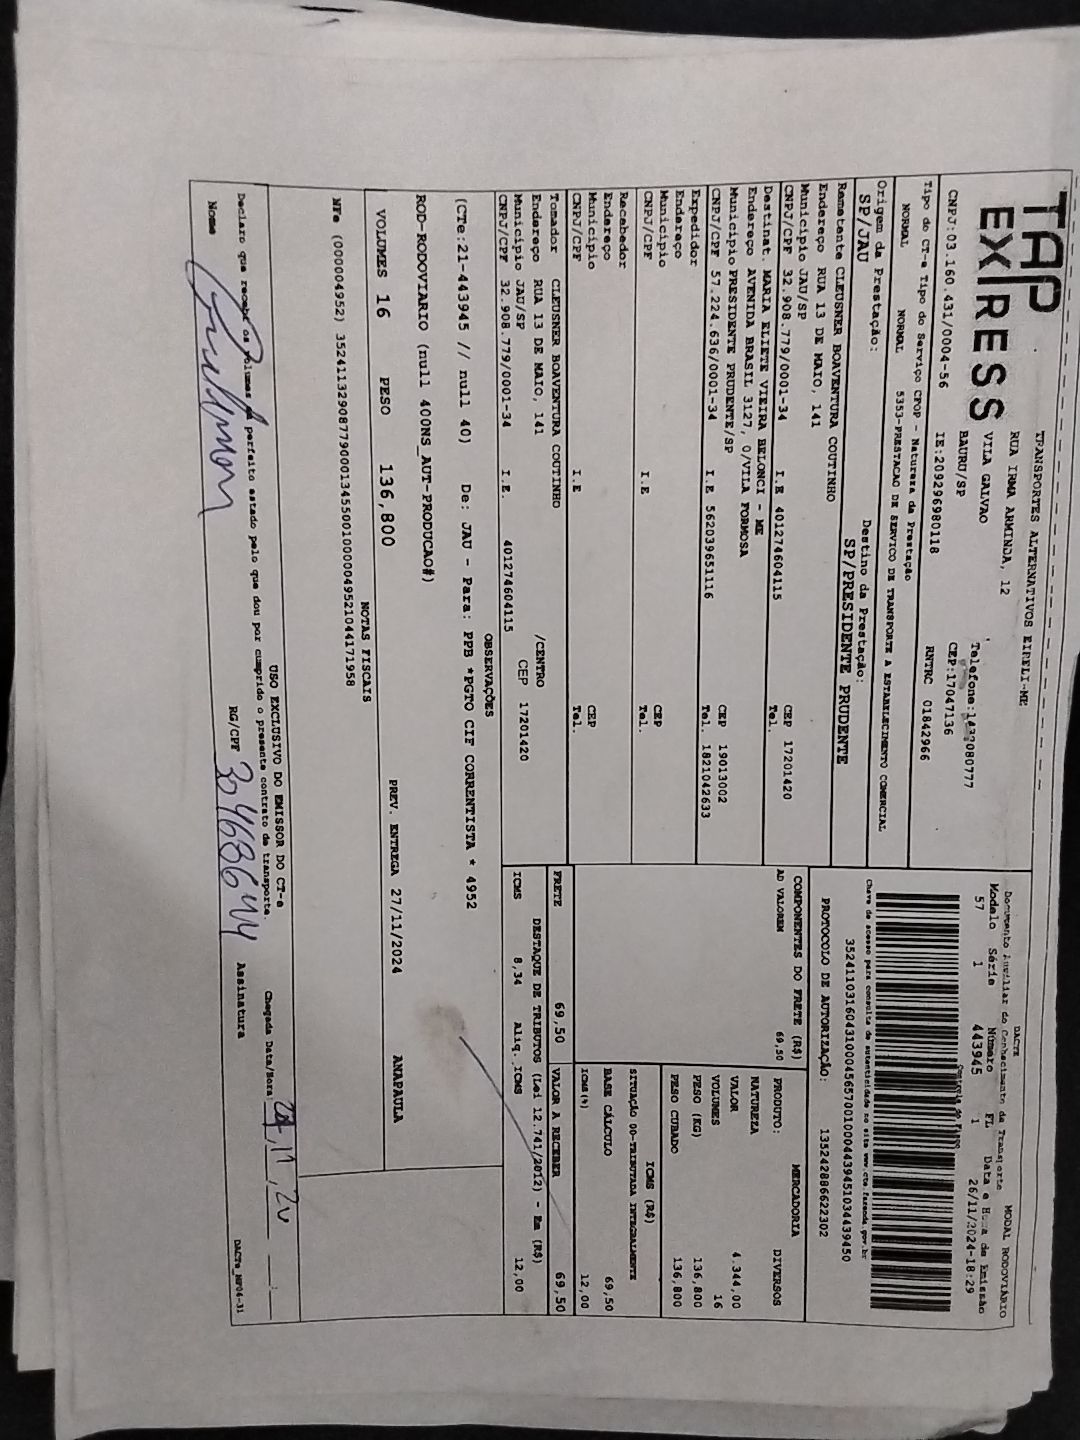 TAP
EXPRESS
TRANSPORTES ALTERNATIVOS EIRELI-ME
RUA IRMA ARMINDA, 12
VILA GALVAO
BAURU/SP
Telefone:1432080777
CEP:17047136
CNPJ:03.160.431/0004-56 IE:209296980118 RNTRC 01842966
Tipo do CT-e Tipo do Serviço CFOP - Natureza da Prestação
NORMAL NORMAL 5353-PRESTACAO DE SERVICO DE TRANSPORTE A ESTABELECIMENTO COMERCIAL
Origem da Prestação: Destino da Prestação:
SP/JAU SP/PRESIDENTE PRUDENTE
DACTE
Documento Auxiliar do Conhecimento de Transporte MODAL RODOVIÁRIO
Modelo Série Número FL Data e Hora de Emissão
57 1 443945 1 26/11/2024-18:29
Controle do Fisco
Chave de acesso para consulta de autenticidade no site www.cte.fazenda.gov.br
35241103160431000456570010004439451034439450
PROTOCOLO DE AUTORIZAÇÃO: 135242886622302
Remetente CLEUSNER BOAVENTURA COUTINHO
Endereço RUA 13 DE MAIO, 141
Município JAU/SP CEP 17201420
CNPJ/CPF 32.908.779/0001-34 I.E 401274604115 Tel.
Destinat. MARIA ELIETE VIEIRA BELONCI - ME
Endereço AVENIDA BRASIL 3127, 0/VILA FORMOSA
Município PRESIDENTE PRUDENTE/SP CEP 19013002
CNPJ/CPF 57.224.636/0001-34 I.E 562039651116 Tel. 1821042633
Expedidor
Endereço
Município CEP
CNPJ/CPF I.E Tel.
Recebedor
Endereço
Município CEP
CNPJ/CPF I.E Tel.
Tomador CLEUSNER BOAVENTURA COUTINHO
Endereço RUA 13 DE MAIO, 141 /CENTRO
Município JAU/SP CEP 17201420
CNPJ/CPF 32.908.779/0001-34 I.E. 401274604115
COMPONENTES DO FRETE (R$)
AD VALOREM 69,50
MERCADORIA
PRODUTO: DIVERSOS
NATUREZA
VALOR 4.344,00
VOLUMES 16
PESO (KG) 136,800
PESO CUBADO 136,800
ICMS (R$)
SITUAÇÃO 00-TRIBUTADA INTEGRALMENTE
BASE CÁLCULO 69,50
ICMS(%) 12,00
FRETE 69,50 VALOR A RECEBER 69,50
DESTAQUE DE TRIBUTOS (Lei 12.741/2012) - Em (R$)
ICMS 8,34 Aliq. ICMS 12,00
OBSERVAÇÕES
(CTe:21-443945 // null 40) De: JAU - Para: PPB *PGTO CIF CORRENTISTA * 4952
ROD-RODOVIARIO (null 400NS_AUT-PRODUCAO#)
VOLUMES 16 PESO 136,800 PREV. ENTREGA 27/11/2024 ANAPAULA
NOTAS FISCAIS
NFe (000004952) 35241132908779000134550010000049521044171958
USO EXCLUSIVO DO EMISSOR DO CT-e
Declaro que recebi os volumes em perfeito estado pelo que dou por cumprido o presente contrato de transporte. Chegada Data/Hora:
Nome RG/CPF Assinatura
DACTe_MP04-31